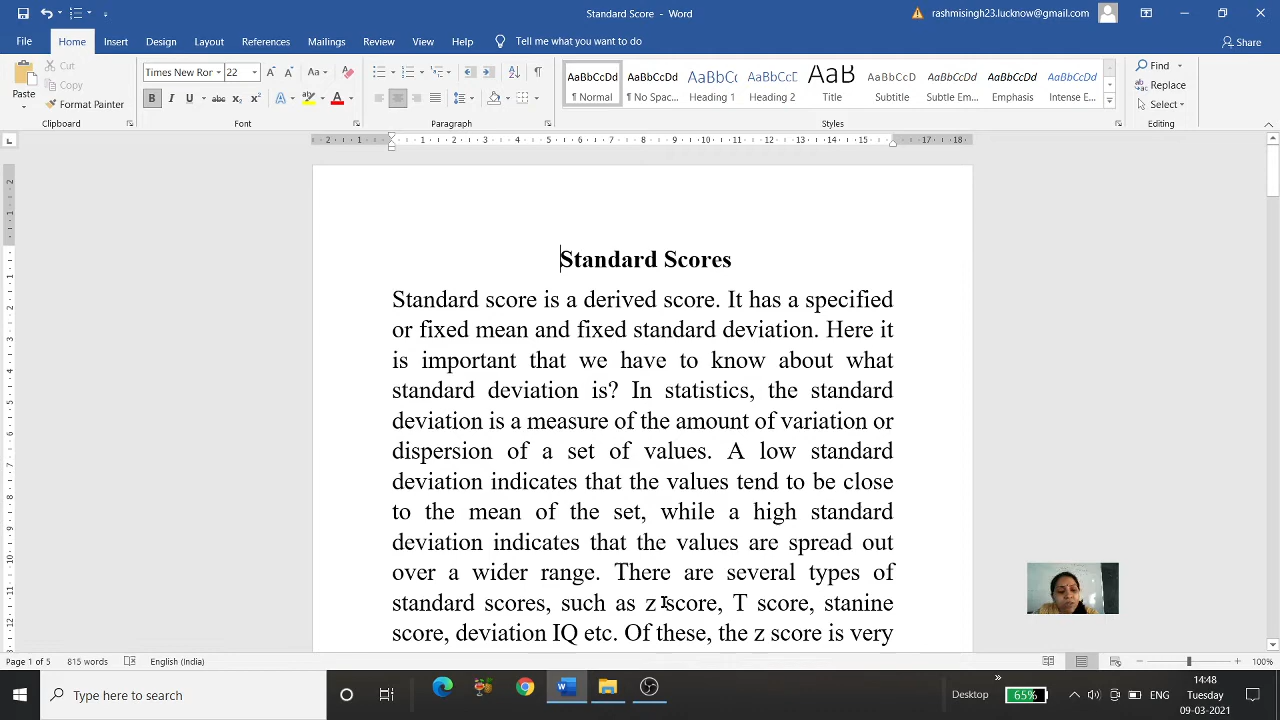 Standard Score - Word
rashmisingh23.lucknow@gmail.com
File Home Insert Design Layout References Mailings Review View Help Tell me what you want to do Share
Paste
Cut
Copy
Format Painter
Clipboard
Times New Ror 22
Font
Paragraph
AaBbCcDd ¶ Normal
AaBbCcDd ¶ No Spac...
AaBbC( Heading 1
AaBbCcE Heading 2
AaB Title
AaBbCcD Subtitle
AaBbCcDd Subtle Em...
AaBbCcDd Emphasis
AaBbCcDd Intense E...
Styles
Find
Replace
Select
Editing
Standard Scores
Standard score is a derived score. It has a specified
or fixed mean and fixed standard deviation. Here it
is important that we have to know about what
standard deviation is? In statistics, the standard
deviation is a measure of the amount of variation or
dispersion of a set of values. A low standard
deviation indicates that the values tend to be close
to the mean of the set, while a high standard
deviation indicates that the values are spread out
over a wider range. There are several types of
standard scores, such as z score, T score, stanine
score, deviation IQ etc. Of these, the z score is very
Page 1 of 5 815 words English (India) 100%
Type here to search
Desktop 65% ENG
14:48
Tuesday
09-03-2021